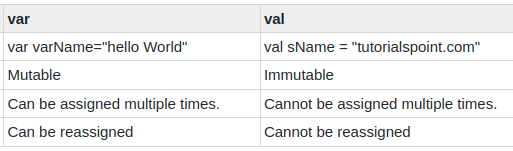 var val
var varName="hello World" val sName = "tutorialspoint.com"
Mutable Immutable
Can be assigned multiple times. Cannot be assigned multiple times.
Can be reassigned Cannot be reassigned